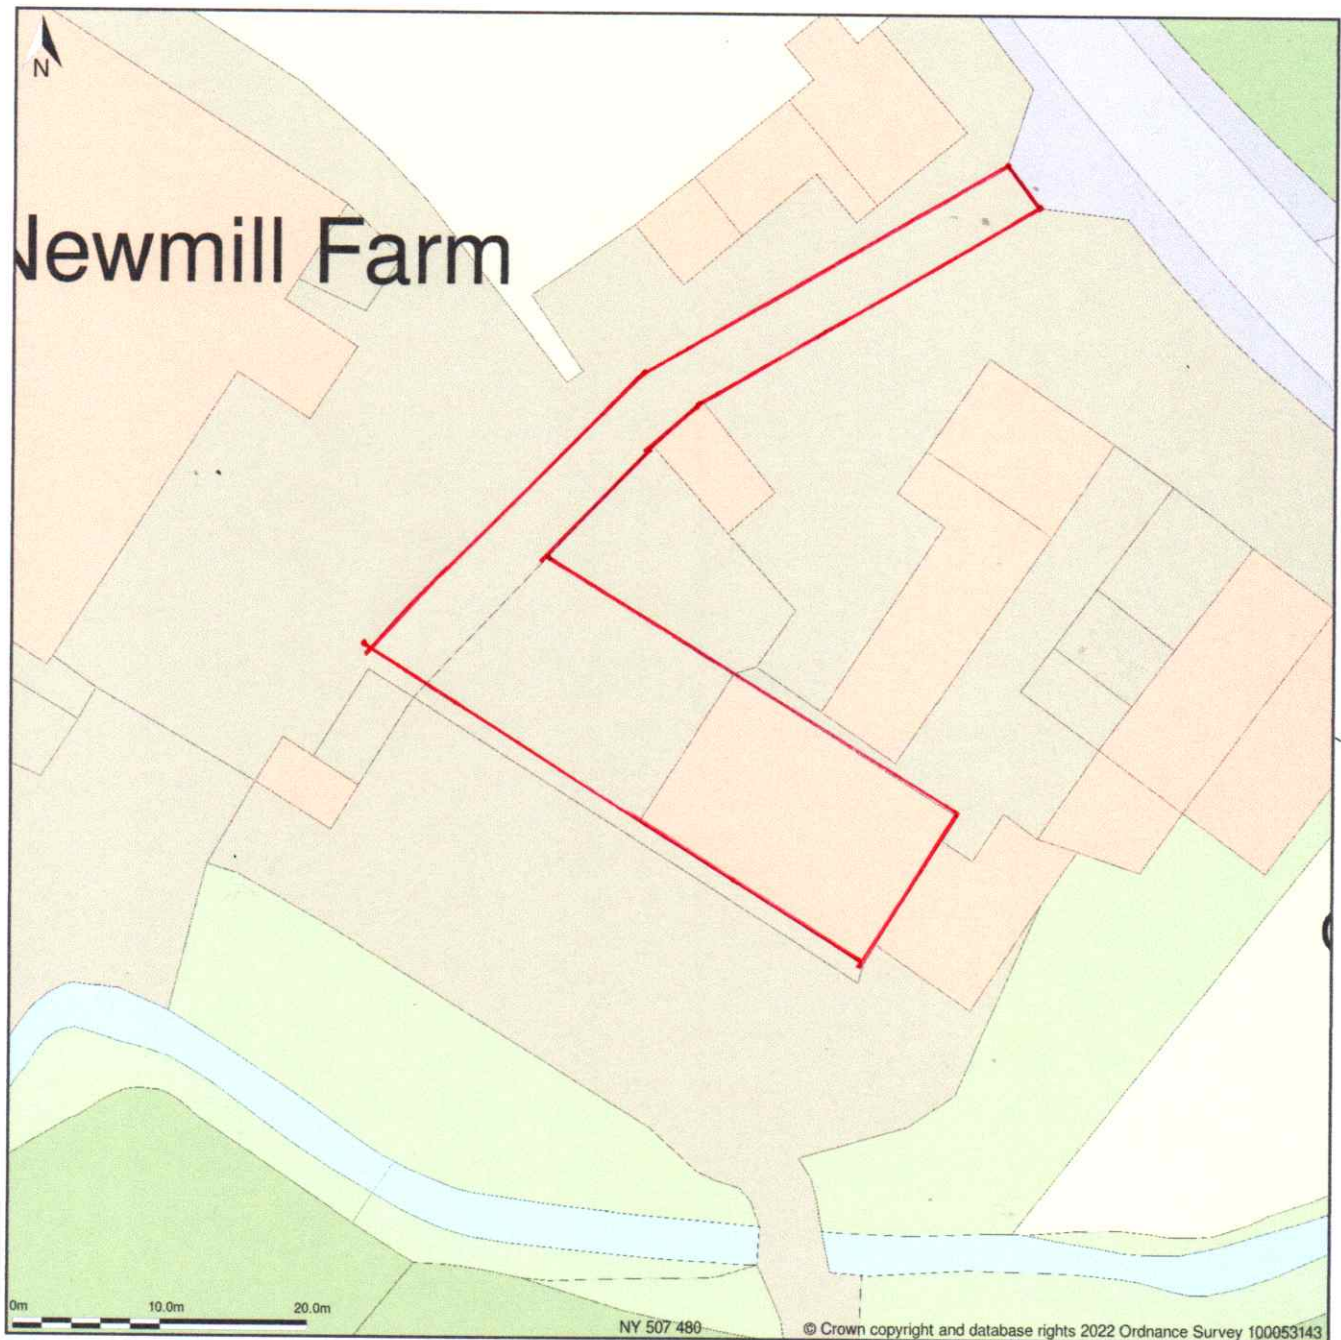 N
Newmill Farm
0m 10.0m 20.0m
NY 507 480
© Crown copyright and database rights 2022 Ordnance Survey 100053143